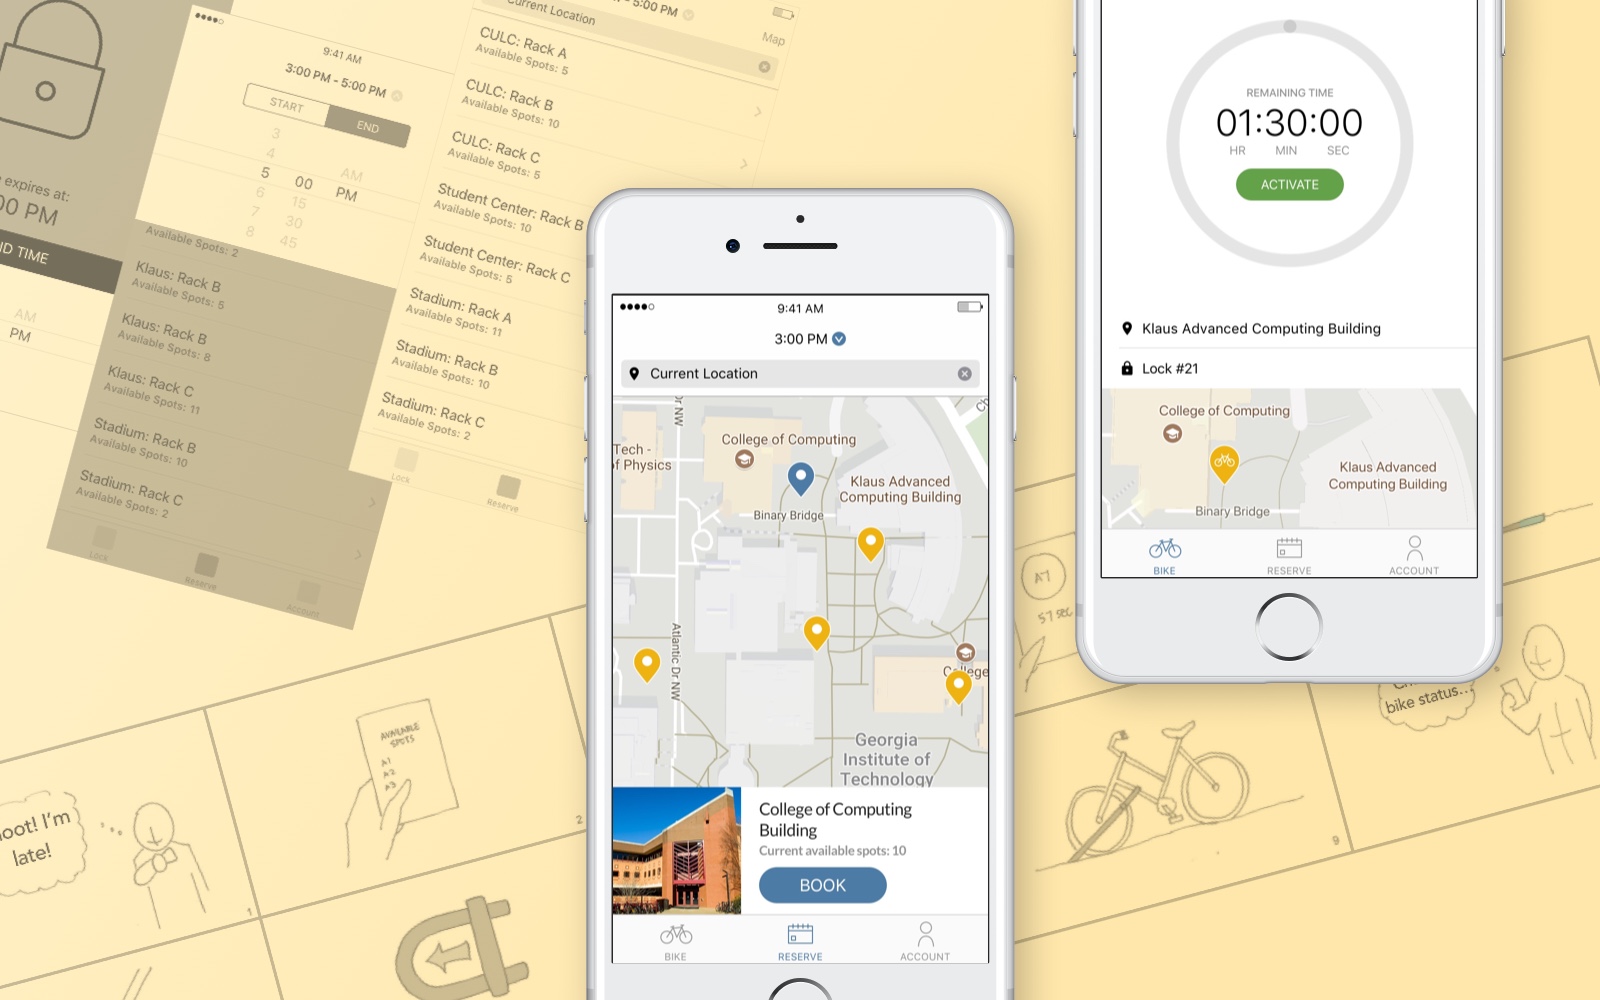 expires at:
00 PM
ID TIME
AM
PM
9:41 AM
3:00 PM - 5:00 PM
START
END
3
4
5 00 AM
6 15 PM
7 30
8 45
Available Spots: 2
Klaus: Rack B
Available Spots: 5
Klaus: Rack B
Available Spots: 8
Klaus: Rack C
Available Spots: 11
Stadium: Rack B
Available Spots: 10
Stadium: Rack C
Available Spots: 2
Lock
Reserve
Account
5:00 PM
Current Location
Map
CULC: Rack A
Available Spots: 5
CULC: Rack B
Available Spots: 10
CULC: Rack C
Available Spots: 5
Student Center: Rack B
Available Spots: 10
Student Center: Rack C
Available Spots: 5
Stadium: Rack A
Available Spots: 11
Stadium: Rack B
Available Spots: 10
Stadium: Rack C
Available Spots: 2
Lock
Reserve
9:41 AM
3:00 PM
Current Location
Dr NW
College of Computing
Tech -
of Physics
Klaus Advanced
Computing Building
Binary Bridge
Atlantic Dr NW
College
Georgia
Institute of
Technology
College of Computing
Building
Current available spots: 10
BOOK
BIKE
RESERVE
ACCOUNT
REMAINING TIME
01:30:00
HR MIN SEC
ACTIVATE
Klaus Advanced Computing Building
Lock #21
College of Computing
Klaus Advanced
Computing Building
Binary Bridge
BIKE
RESERVE
ACCOUNT
oot! I'm
late!
1
AVAILABLE
SPOTS
A1
A2
A3
2
A7
57 SEC
bike status...
9